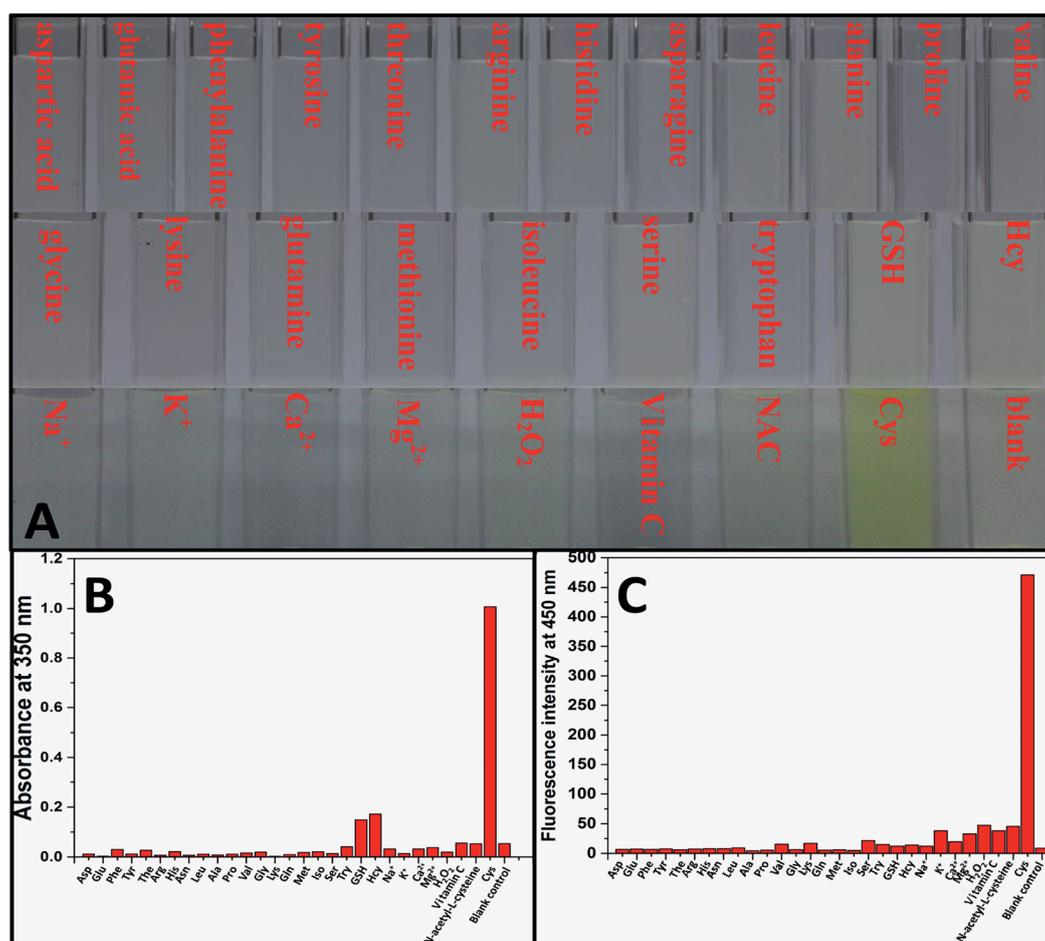 aspartic acid
glutamic acid
phenylalanine
tyrosine
threonine
arginine
histidine
asparagine
leucine
alanine
proline
valine
glycine
lysine
glutamine
methionine
isoleucine
serine
tryptophan
GSH
Hcy
Na⁺
K⁺
Ca²⁺
Mg²⁺
H₂O₂
Vitamin C
NAC
Cys
blank
A
B
Absorbance at 350 nm
1.2
1.0
0.8
0.6
0.4
0.2
0.0
Asp
Glu
Phe
Tyr
The
Arg
His
Asn
Leu
Ala
Pro
Val
Gly
Lys
Gln
Met
Iso
Ser
Try
GSH
Hcy
Na⁺
K⁺
Ca²⁺
Mg²⁺
H₂O₂
Vitamin C
N-acetyl-L-cysteine
Cys
Blank control
C
Fluorescence intensity at 450 nm
500
450
400
350
300
250
200
150
100
50
0
Asp
Glu
Phe
Tyr
The
Arg
His
Asn
Leu
Ala
Pro
Val
Gly
Lys
Gln
Met
Iso
Ser
Try
GSH
Hcy
Na⁺
K⁺
Ca²⁺
Mg²⁺
H₂O₂
Vitamin C
N-acetyl-L-cysteine
Cys
Blank control